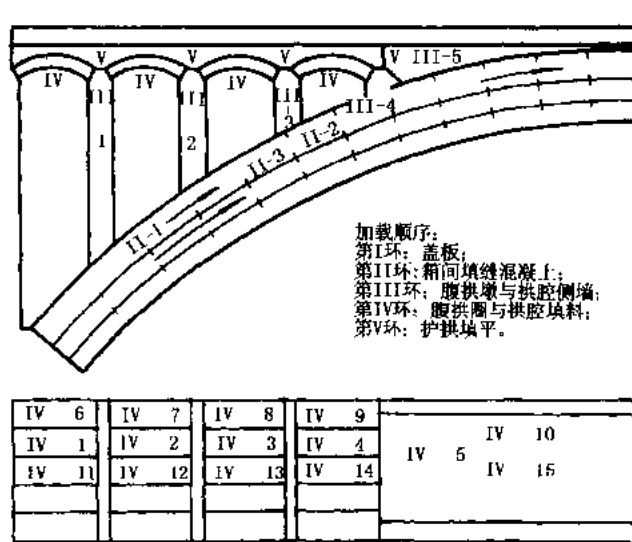 V V V V III-5
IV IV IV IV
III III III-3 III-4
1 2
II-1 II-3 II-2
加载顺序:
第I环:盖板;
第II环:箱间填缝混凝土;
第III环:腹拱墩与拱腔侧墙;
第IV环:腹拱圈与拱腔填料;
第V环:护拱填平。
IV 6 IV 7 IV 8 IV 9
IV 10
IV 1 IV 2 IV 3 IV 4
IV 5
IV 11 IV 12 IV 13 IV 14
IV 15